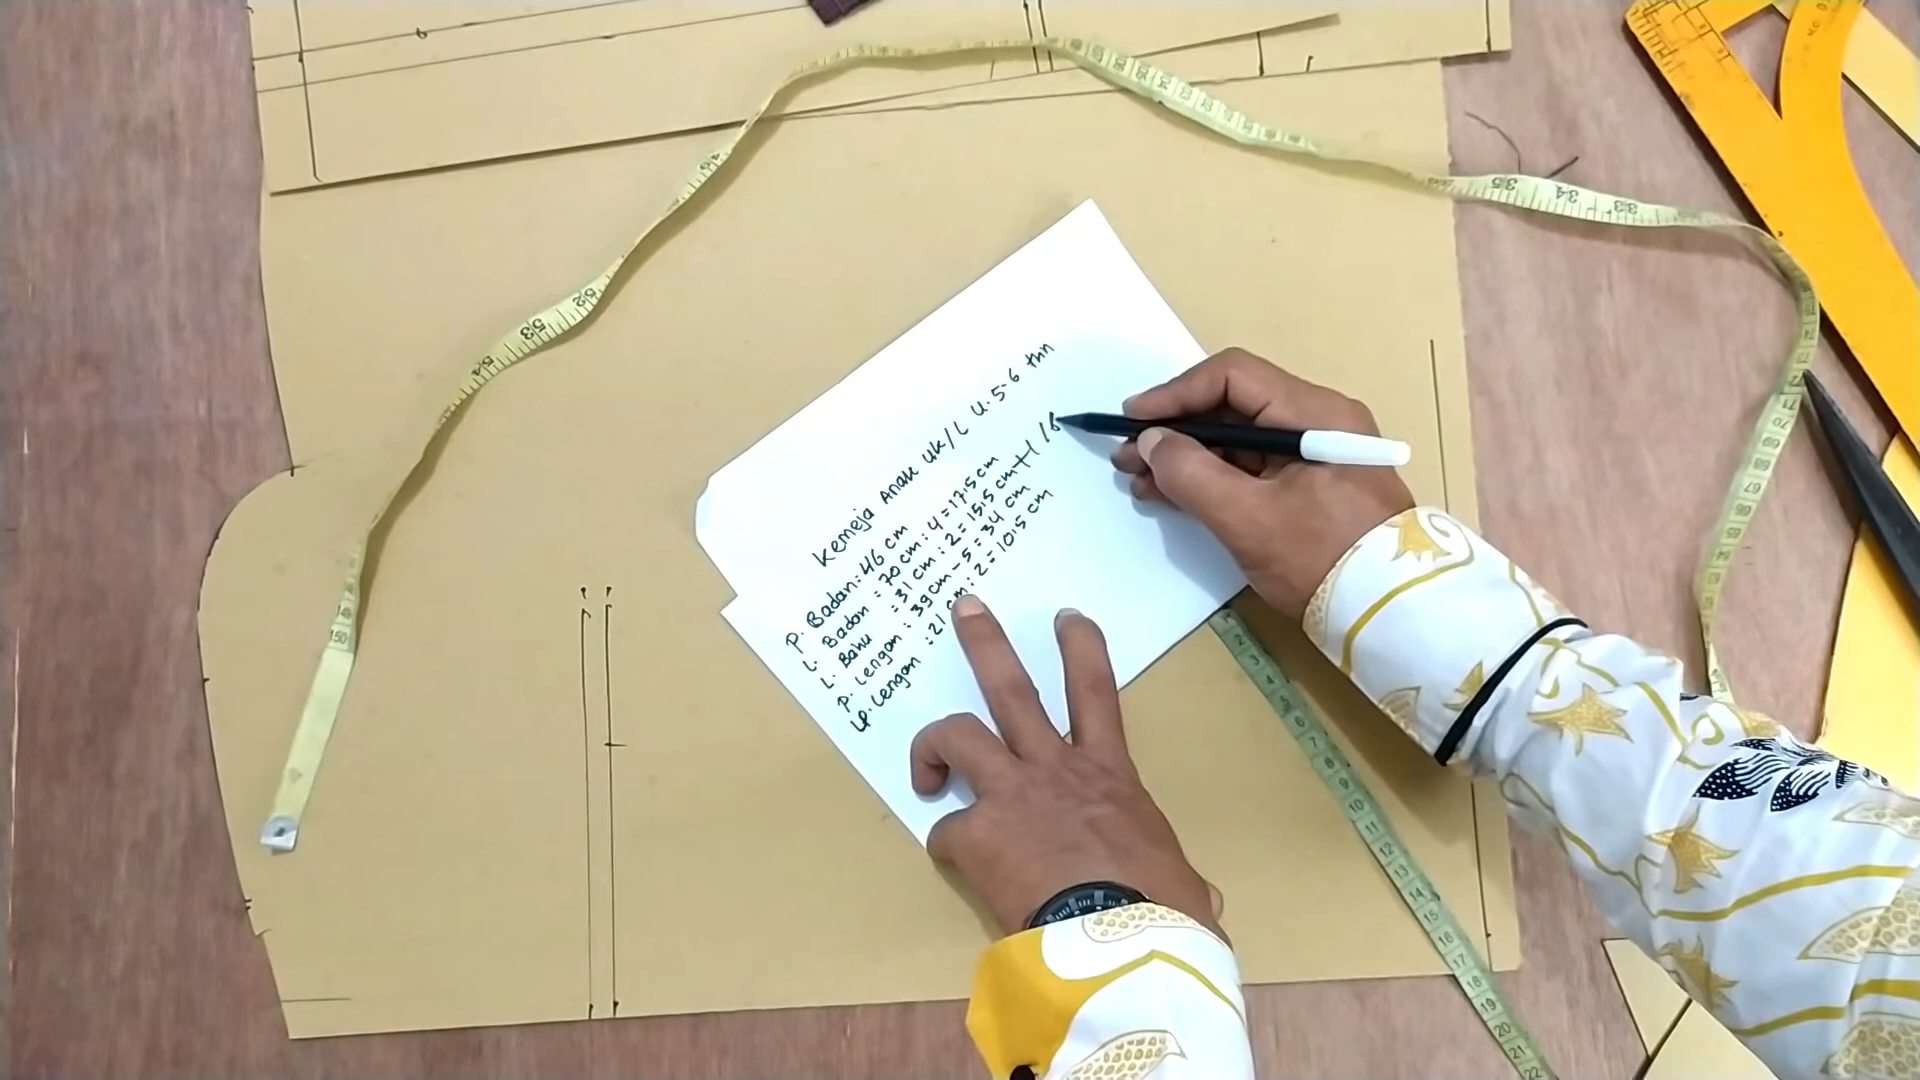 Kemeja Anak UK/L U. 5-6 thn
P. Badan : 46 cm
L. Badan : 70 cm : 4 = 17,5 cm
L. Bahu : 31 cm : 2 = 15,5 cm + 1 16
P. Lengan : 39 cm - 5 = 34 cm
LP. Lengan : 21 cm : 2 = 10,5 cm